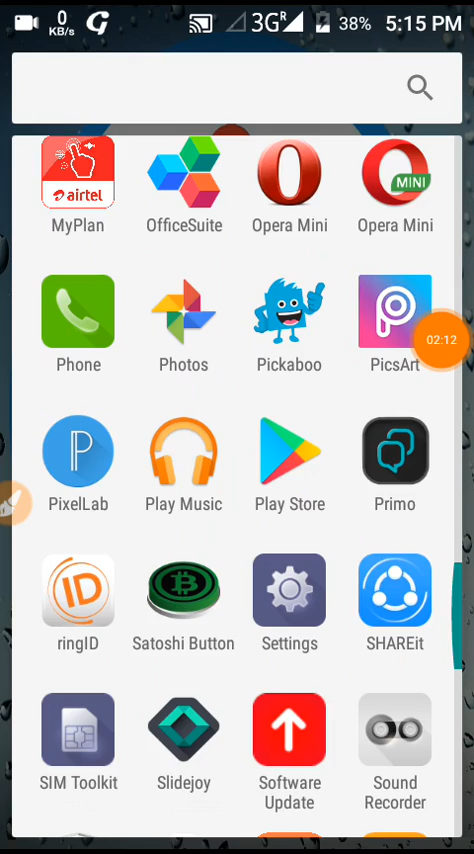 0
KB/s
G
3G R
38%
5:15 PM
airtel
MyPlan
OfficeSuite
Opera Mini
MINI
Opera Mini
Phone
Photos
Pickaboo
PicsArt
02:12
PixelLab
Play Music
Play Store
Primo
ID
ringID
Satoshi Button
Settings
SHAREit
SIM Toolkit
Slidejoy
Software
Update
Sound
Recorder